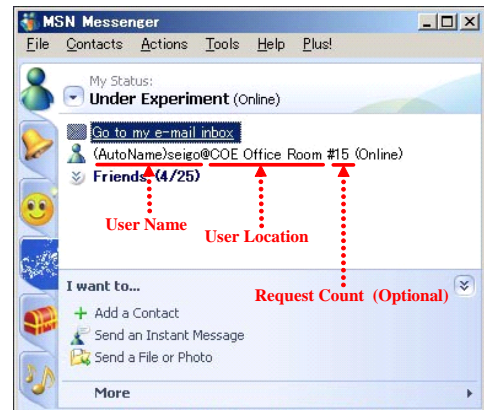 MSN Messenger
File Contacts Actions Tools Help Plus!
My Status:
Under Experiment (Online)
Go to my e-mail inbox
(AutoName)seigo@COE Office Room #15 (Online)
Friends (4/25)
User Name
User Location
Request Count (Optional)
I want to...
Add a Contact
Send an Instant Message
Send a File or Photo
More